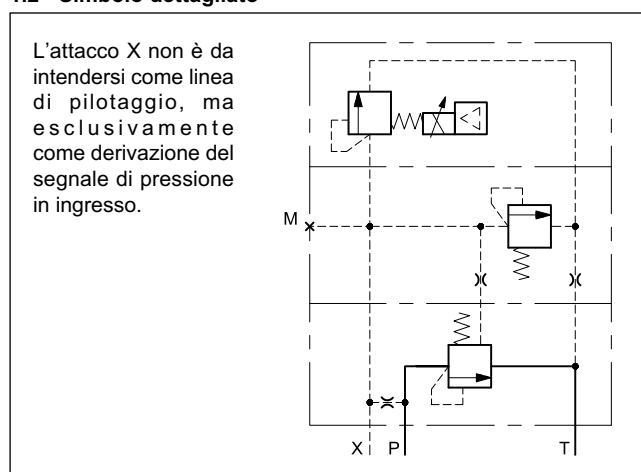 4.2 - Simbolo dettagliato
L'attacco X non è da
intendersi come linea
di pilotaggio, ma
esclusivamente
come derivazione del
segnale di pressione
in ingresso.
M
X P T